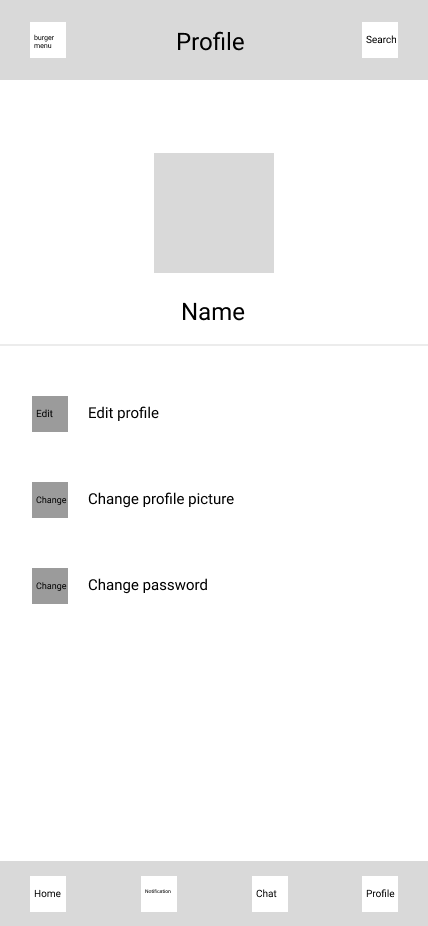 burger
menu
Profile
Search
Name
Edit
Edit profile
Change
Change profile picture
Change
Change password
Home
Notification
Chat
Profile